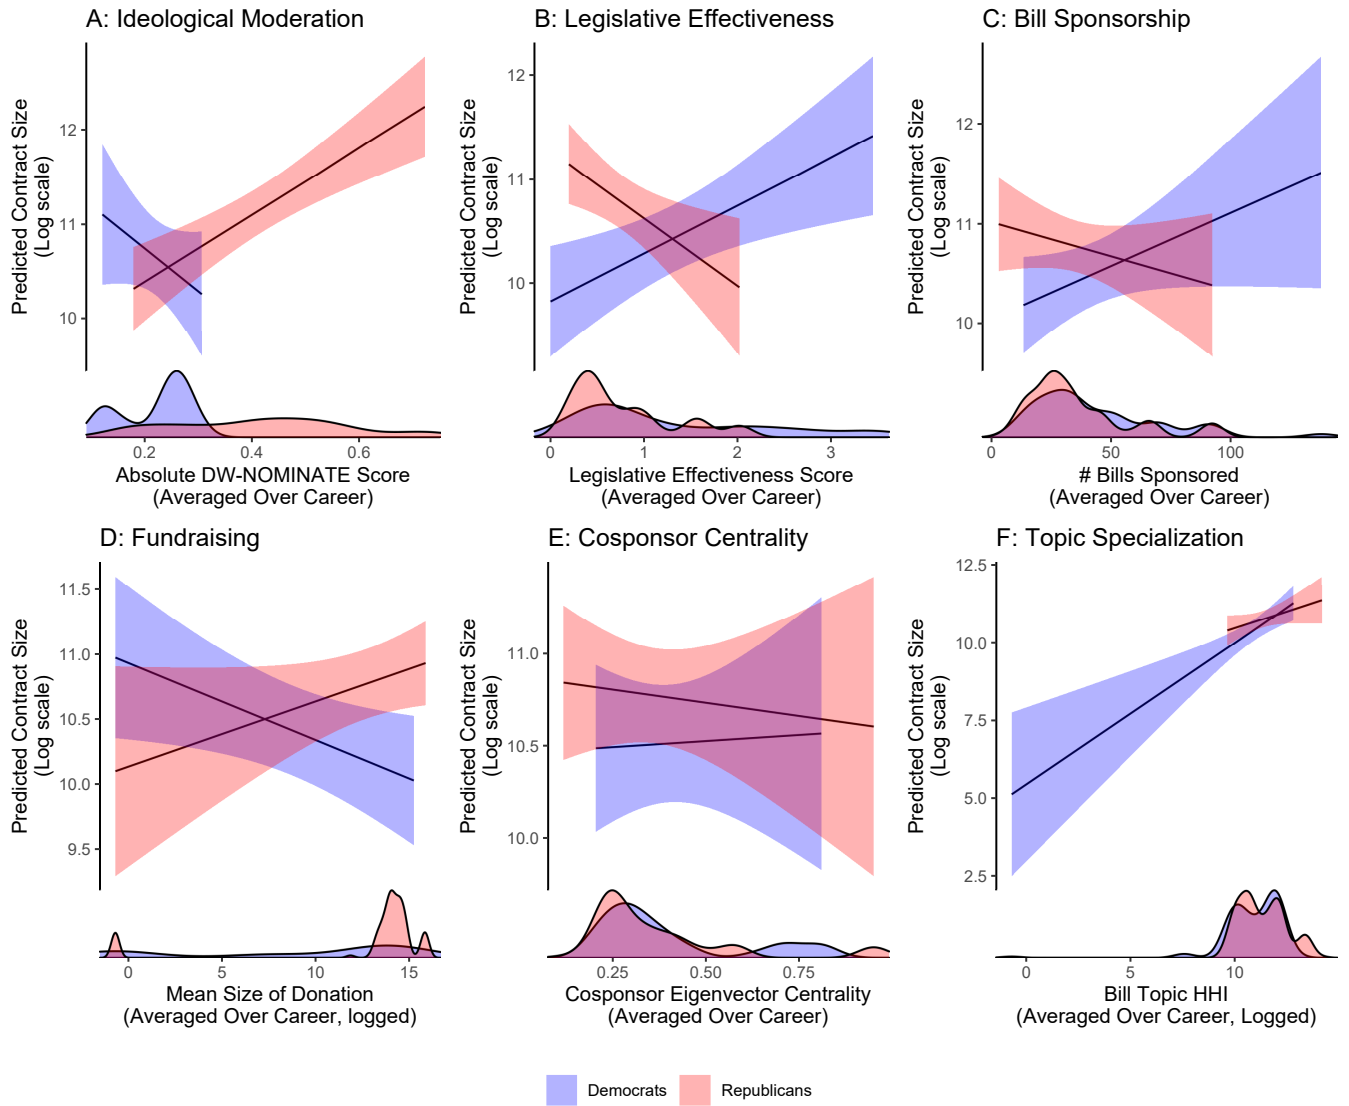 A: Ideological Moderation
Predicted Contract Size
(Log scale)
12
11
10
0.2
0.4
0.6
Absolute DW-NOMINATE Score
(Averaged Over Career)
B: Legislative Effectiveness
Predicted Contract Size
(Log scale)
12
11
10
0
1
2
3
Legislative Effectiveness Score
(Averaged Over Career)
C: Bill Sponsorship
Predicted Contract Size
(Log scale)
12
11
10
0
50
100
# Bills Sponsored
(Averaged Over Career)
D: Fundraising
Predicted Contract Size
(Log scale)
11.5
11.0
10.5
10.0
9.5
0
5
10
15
Mean Size of Donation
(Averaged Over Career, logged)
E: Cosponsor Centrality
Predicted Contract Size
(Log scale)
11.0
10.5
10.0
0.25
0.50
0.75
Cosponsor Eigenvector Centrality
(Averaged Over Career)
F: Topic Specialization
Predicted Contract Size
(Log scale)
12.5
10.0
7.5
5.0
2.5
0
5
10
Bill Topic HHI
(Averaged Over Career, Logged)
Democrats
Republicans